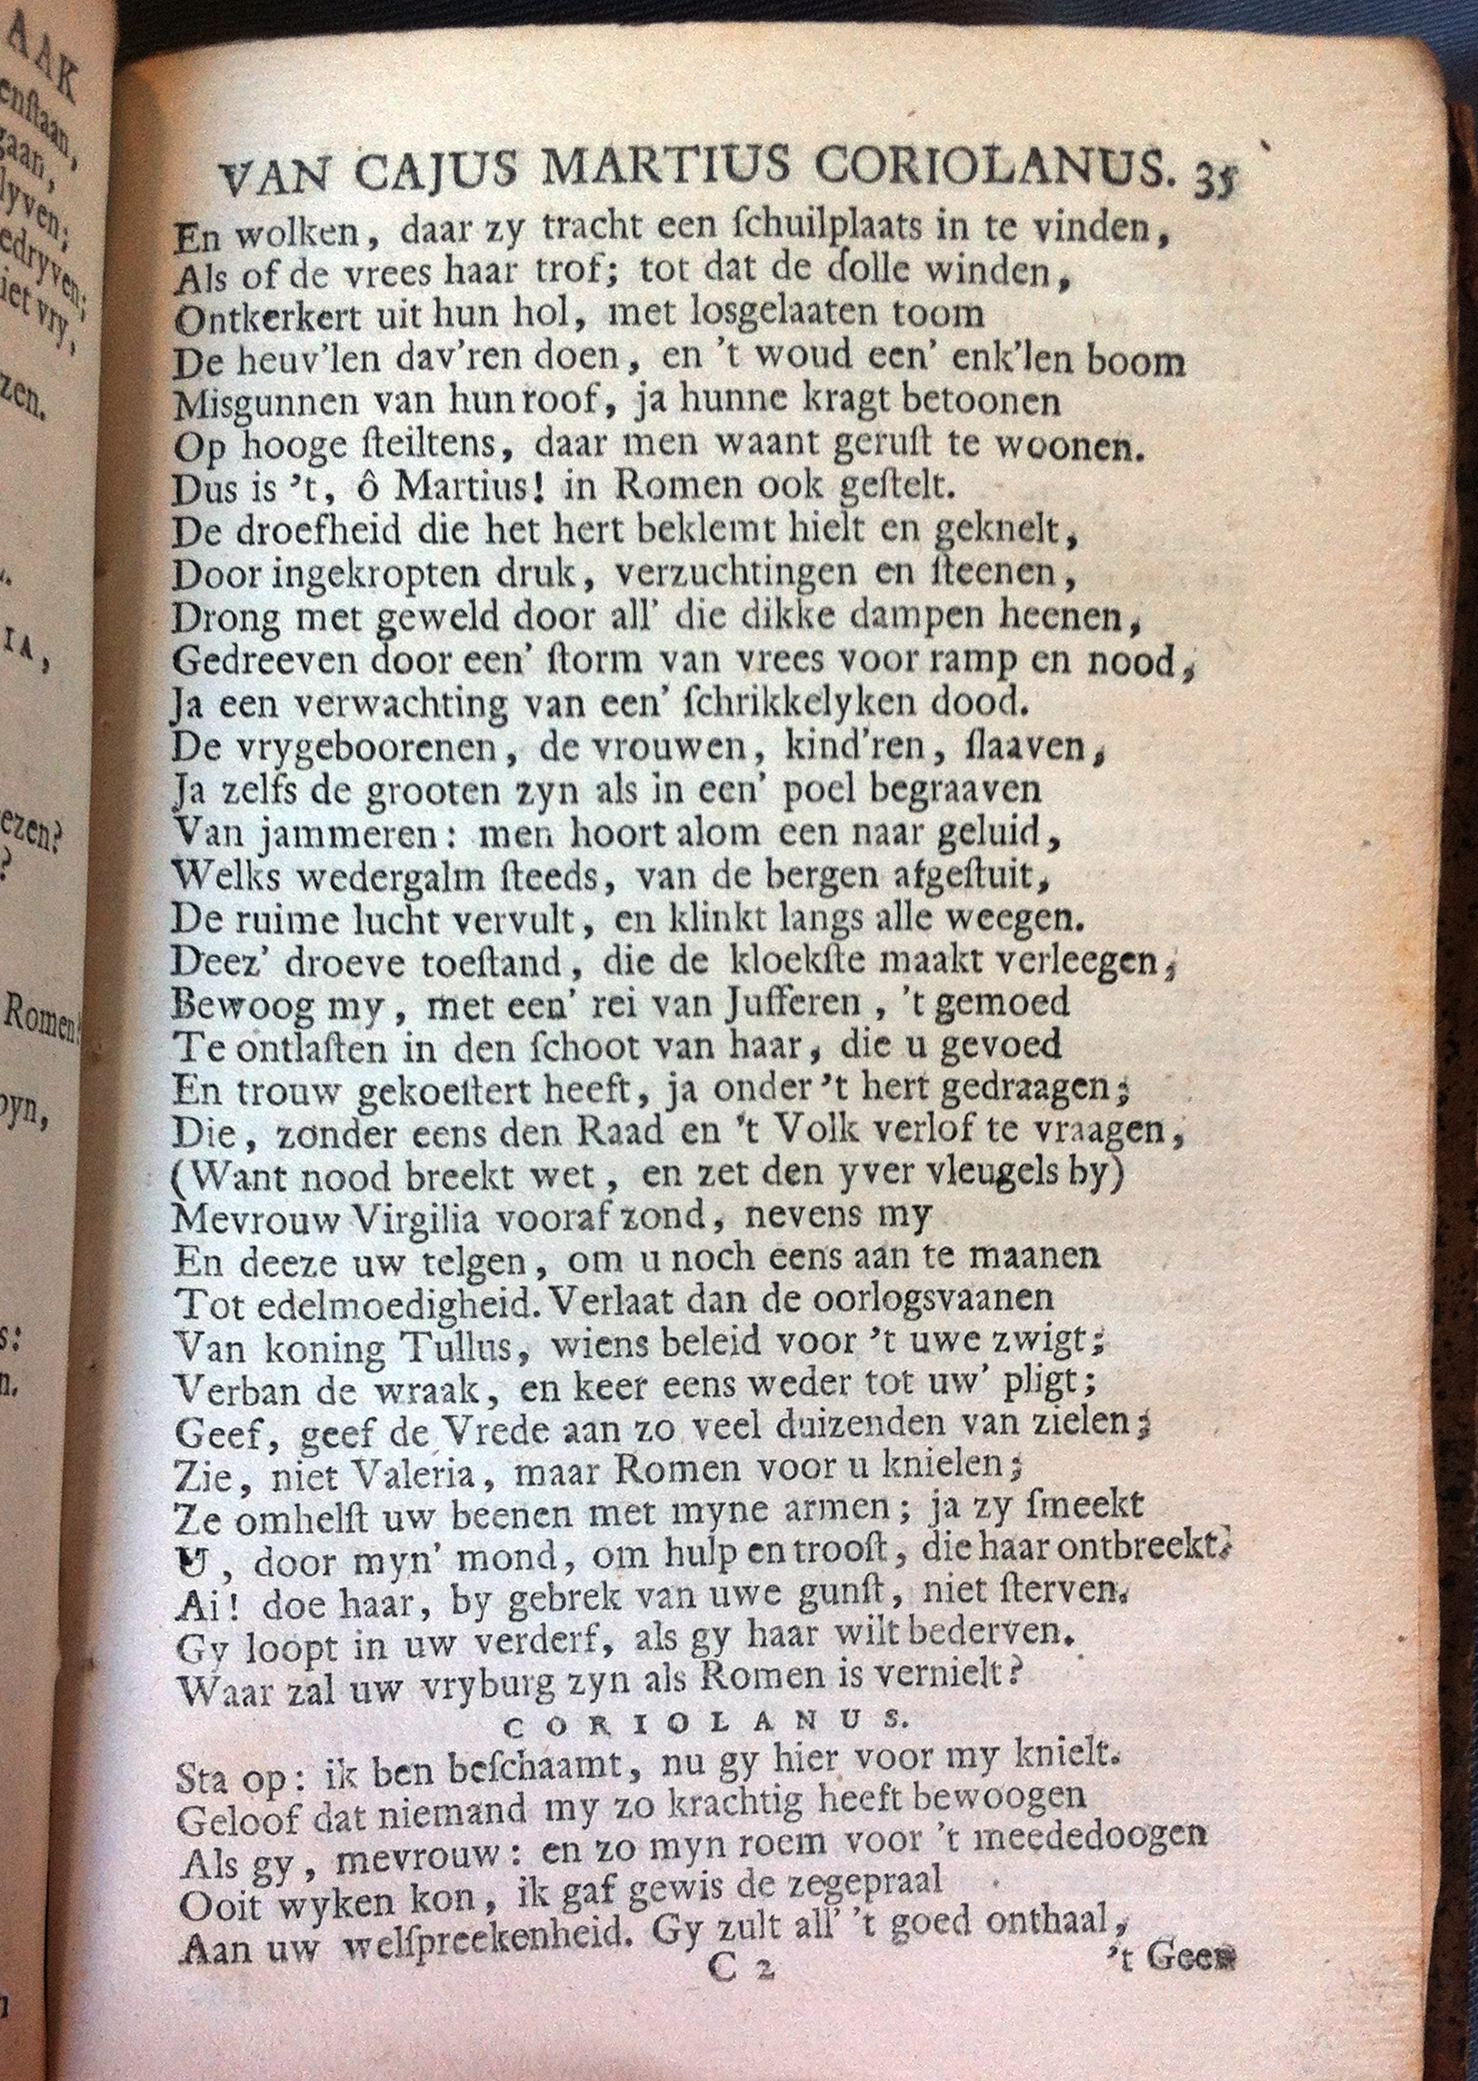 VAN CAJUS MARTIUS CORIOLANUS. 35
En wolken, daar zy tracht een ſchuilplaats in te vinden,
Als of de vrees haar trof; tot dat de dolle winden,
Ontkerkert uit hun hol, met losgelaaten toom
De heuv'len dav'ren doen, en 't woud een' enk'len boom
Misgunnen van hun roof, ja hunne kragt betoonen
Op hooge ſteiltens, daar men waant geruſt te woonen.
Dus is 't, ô Martius! in Romen ook geſtelt.
De droefheid die het hert beklemt hielt en geknelt,
Door ingekropten druk, verzuchtingen en ſteenen,
Drong met geweld door all' die dikke dampen heenen,
Gedreeven door een' ſtorm van vrees voor ramp en nood,
Ja een verwachting van een' ſchrikkelyken dood.
De vrygeboorenen, de vrouwen, kind'ren, ſlaaven,
Ja zelfs de grooten zyn als in een' poel begraaven
Van jammeren: men hoort alom een naar geluid,
Welks wedergalm ſteeds, van de bergen afgeſtuit,
De ruime lucht vervult, en klinkt langs alle weegen.
Deez' droeve toeſtand, die de kloekſte maakt verleegen,
Bewoog my, met een' rei van Juſſeren, 't gemoed
Te ontlaſten in den ſchoot van haar, die u gevoed
En trouw gekoeſtert heeft, ja onder 't hert gedraagen;
Die, zonder eens den Raad en 't Volk verlof te vraagen,
(Want nood breekt wet, en zet den yver vleugels by)
Mevrouw Virgilia vooraf zond, nevens my
En deeze uw telgen, om u noch eens aan te maanen
Tot edelmoedigheid. Verlaat dan de oorlogsvaanen
Van koning Tullus, wiens beleid voor 't uwe zwigt;
Verban de wraak, en keer eens weder tot uw' pligt;
Geef, geef de Vrede aan zo veel duizenden van zielen;
Zie, niet Valeria, maar Romen voor u knielen;
Ze omhelſt uw beenen met myne armen; ja zy ſmeekt
U, door myn' mond, om hulp en trooſt, die haar ontbreekt.
Ai! doe haar, by gebrek van uwe gunſt, niet ſterven.
Gy loopt in uw verderf, als gy haar wilt bederven.
Waar zal uw vryburg zyn als Romen is vernielt?
CORIOLANUS.
Sta op: ik ben beſchaamt, nu gy hier voor my knielt.
Geloof dat niemand my zo krachtig heeft bewoogen
Als gy, mevrouw: en zo myn roem voor 't meededoogen
Ooit wyken kon, ik gaf gewis de zegepraal
Aan uw welſpreekenheid. Gy zult all' 't goed onthaal,
C 2 't Geen